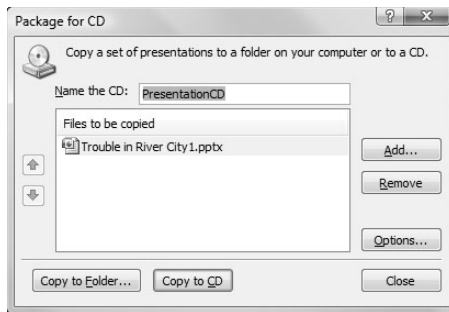 Package for CD
Copy a set of presentations to a folder on your computer or to a CD.
Name the CD: PresentationCD
Files to be copied
Trouble in River City1.pptx
Add...
Remove
Options...
Copy to Folder... Copy to CD Close